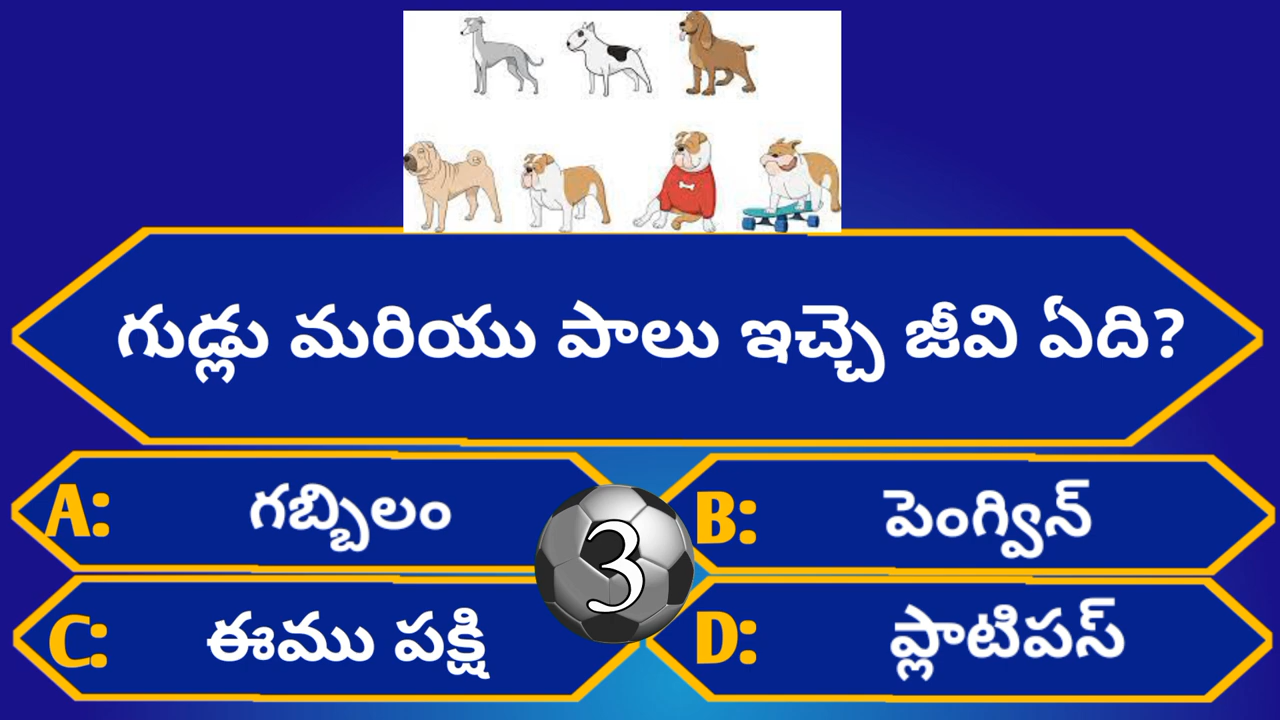 గుడ్లు మరియు పాలు ఇచ్చె జీవి ఏది?
A: గబ్బిలం
B: పెంగ్విన్
3
C: ఈము పక్షి
D: ప్లాటిపస్